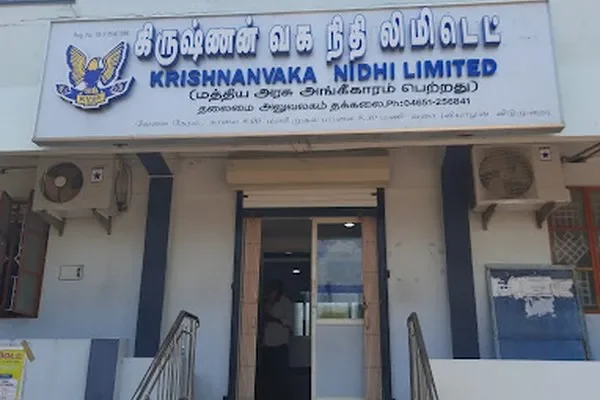 கிருஷ்ணன் வக நிதி லிமிடெட்
KRISHNANVAKA NIDHI LIMITED
(மத்திய அரசு அங்கீகாரம் பெற்றது)
தலைமை அலுவலகம் தக்கலை,Ph:04651-256841